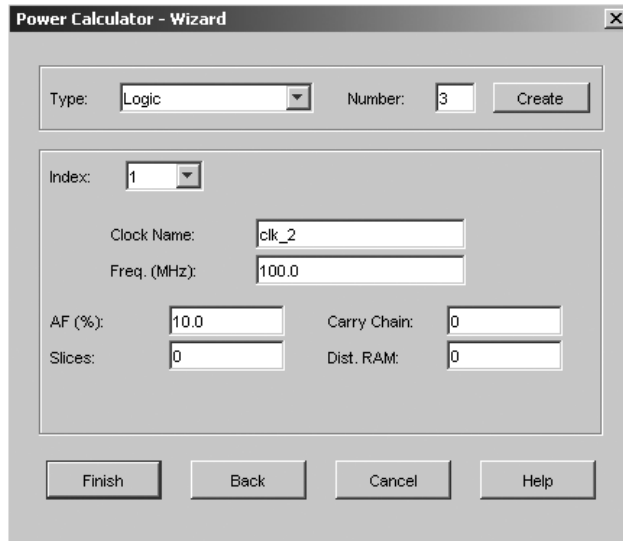 Power Calculator - Wizard
Type: Logic Number: 3 Create
Index: 1
Clock Name: clk_2
Freq. (MHz): 100.0
AF (%): 10.0 Carry Chain: 0
Slices: 0 Dist. RAM: 0
Finish Back Cancel Help